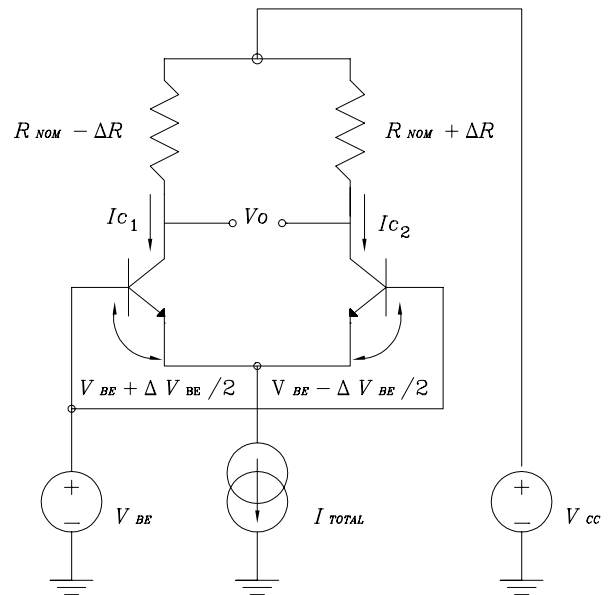 R NOM − ΔR
R NOM + ΔR
Ic1
Vo
Ic2
V BE + Δ V BE /2
V BE − Δ V BE /2
+
−
V BE
I TOTAL
+
−
V CC